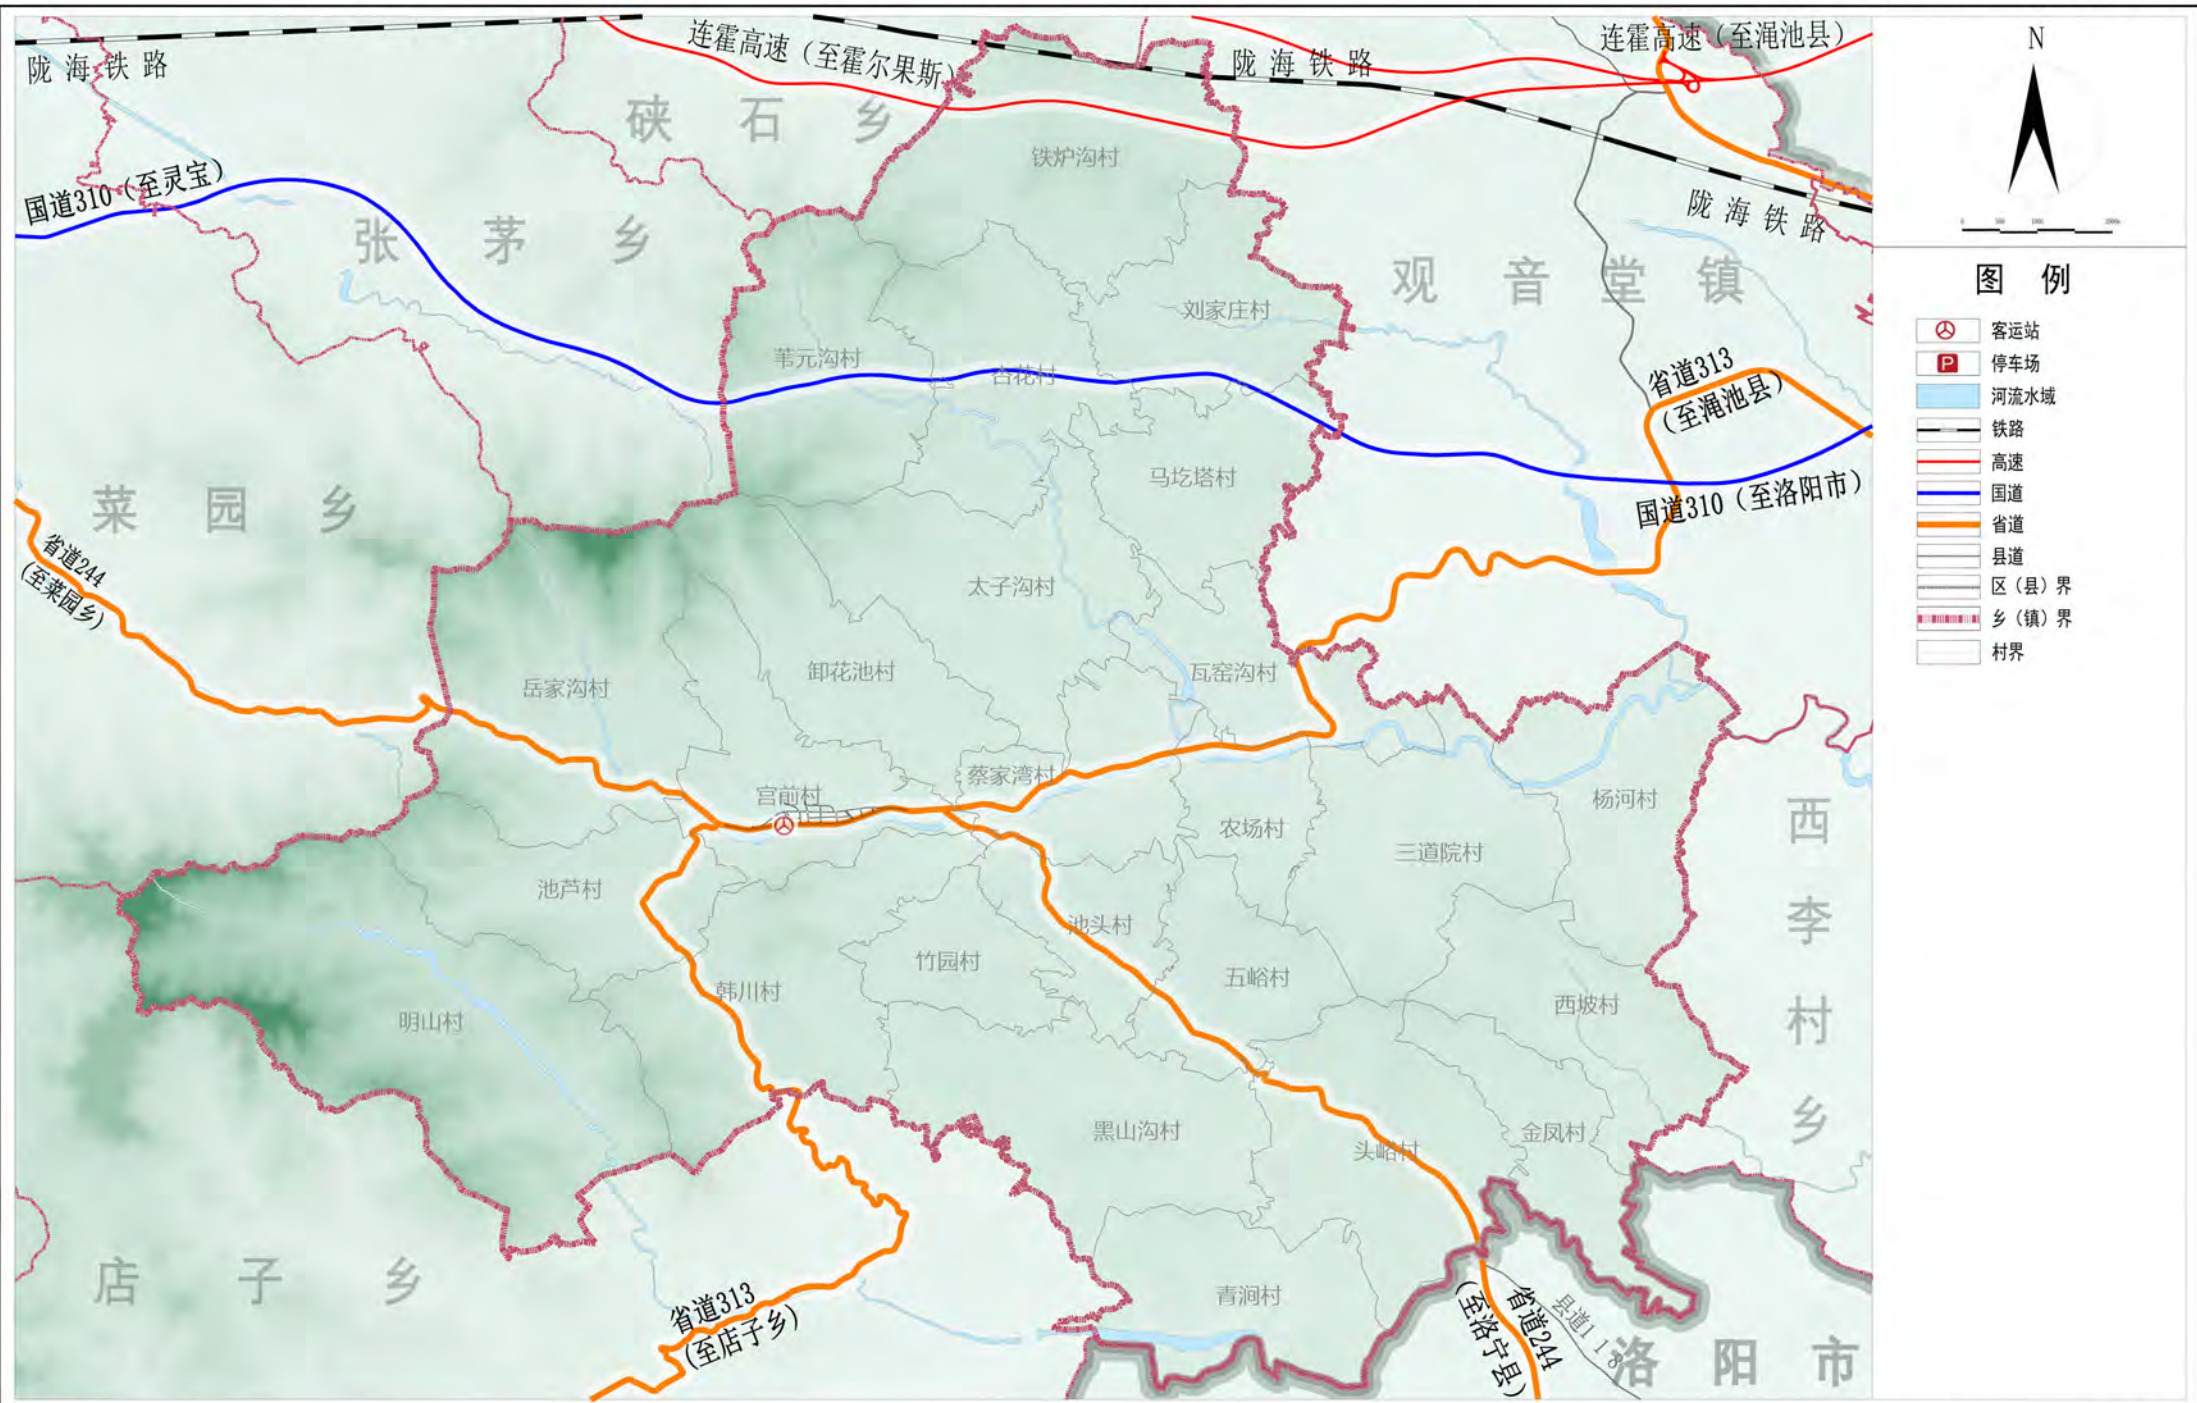 陇海铁路
连霍高速（至霍尔果斯）
陇海铁路
连霍高速（至渑池县）
N
硖石乡
铁炉沟村
国道310（至灵宝）
陇海铁路
张茅乡
观音堂镇
图 例
刘家庄村
客运站
苇元沟村
杏花村
停车场
省道313
（至渑池县）
河流水域
铁路
马圪塔村
高速
国道310（至洛阳市）
国道
菜园乡
省道
省道244
（至菜园乡）
县道
太子沟村
区（县）界
乡（镇）界
村界
卸花池村
瓦窑沟村
岳家沟村
蔡家湾村
宫前村
杨河村
农场村
三道院村
西李村乡
池芦村
池头村
竹园村
五峪村
韩川村
西坡村
明山村
黑山沟村
金凤村
头峪村
店子乡
青涧村
省道313
（至店子乡）
省道244
（至洛宁县）
县道118
洛阳市